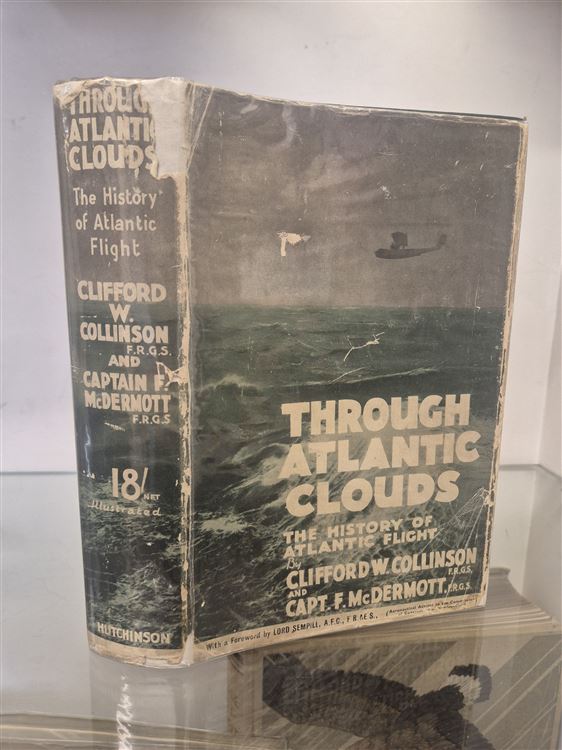 THROUGH
ATLANTIC
CLOUDS
The History
of Atlantic
Flight
CLIFFORD
W.
COLLINSON
F.R.G.S.
AND
CAPTAIN F.
McDERMOTT
F.R.G.S
18/ NET
Illustrated
HUTCHINSON
THROUGH
ATLANTIC
CLOUDS
THE HISTORY OF
ATLANTIC FLIGHT
By
CLIFFORD W. COLLINSON
F.R.G.S.
AND
CAPT. F. McDERMOTT, F.R.G.S.
With a Foreword by LORD SEMPILL, A.F.C., F.R.AE.S.,